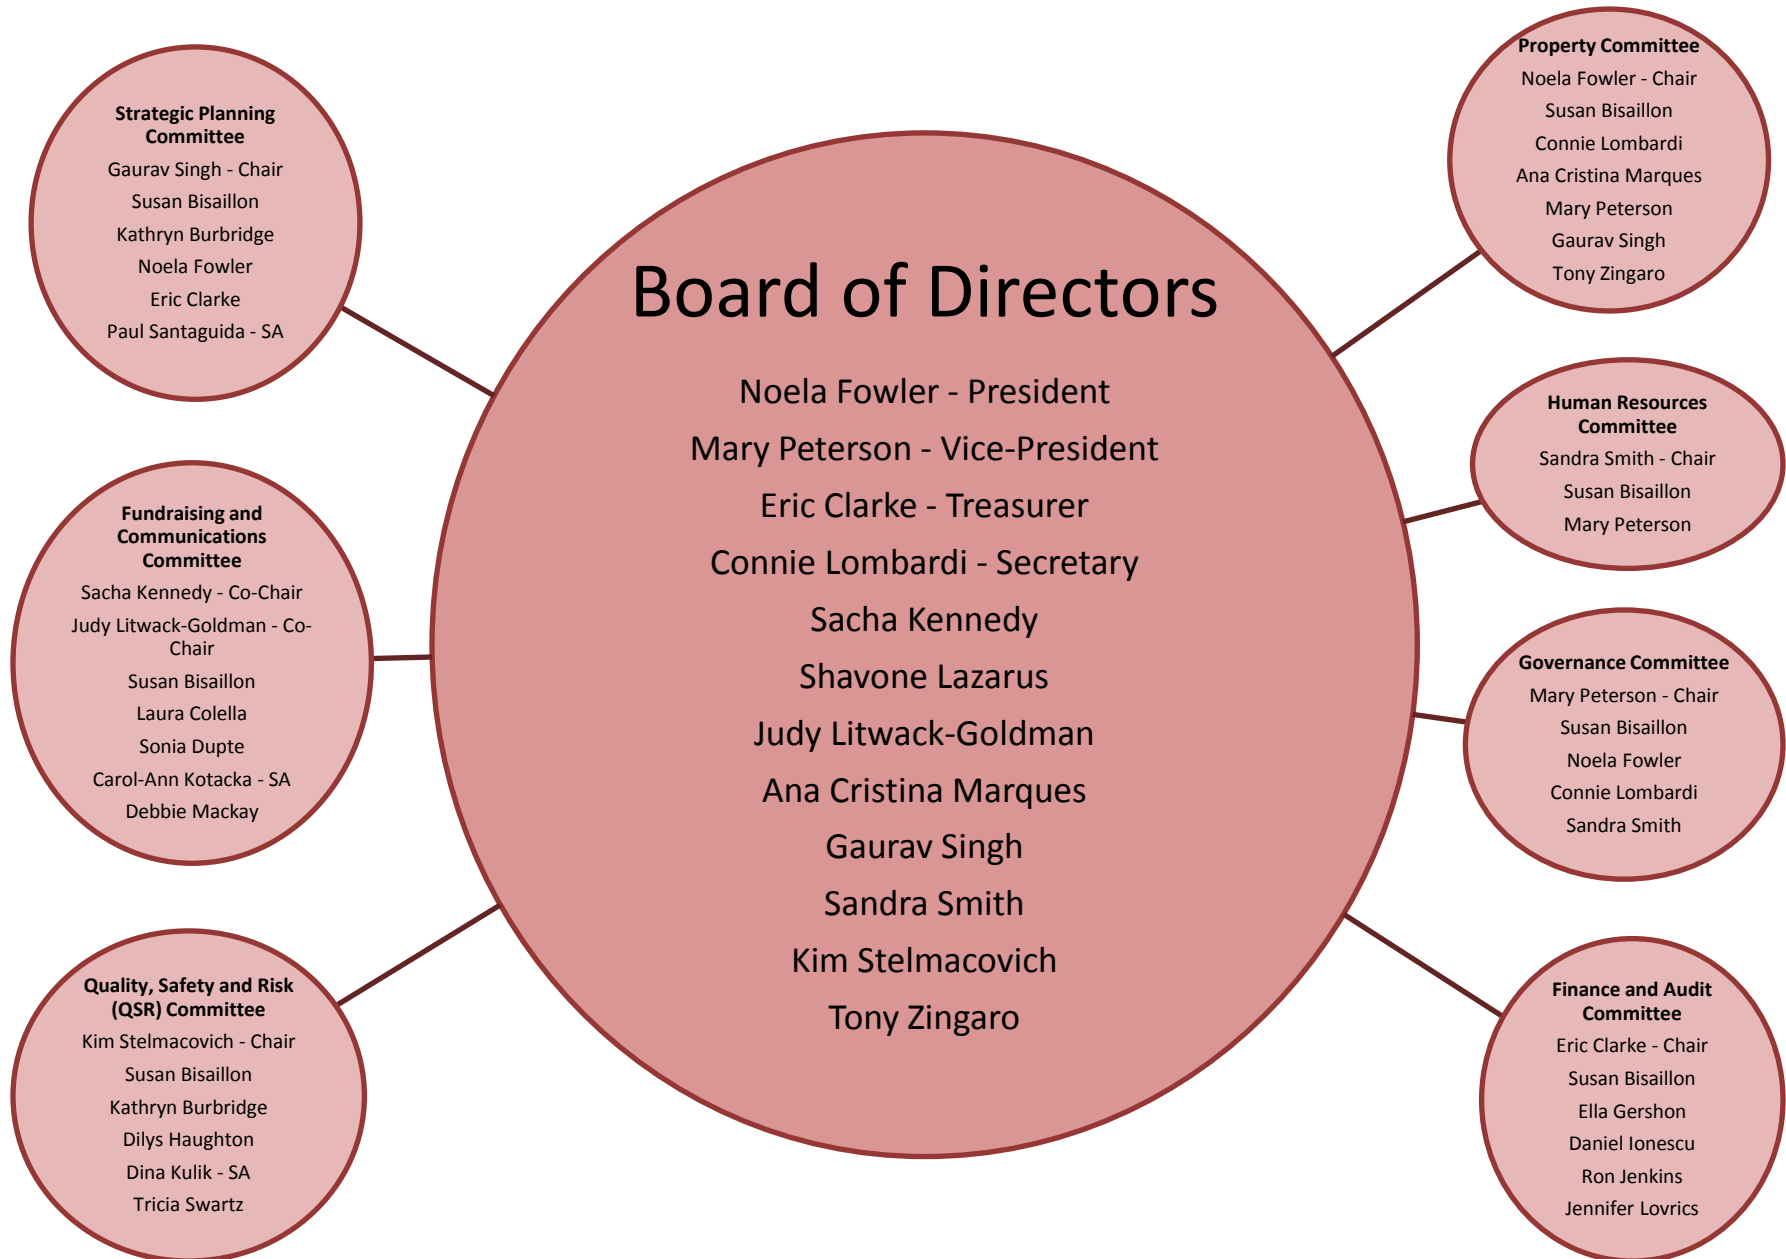 Strategic Planning
Committee
Gaurav Singh - Chair
Susan Bisaillon
Kathryn Burbridge
Noela Fowler
Eric Clarke
Paul Santaguida - SA
Fundraising and
Communications
Committee
Sacha Kennedy - Co-Chair
Judy Litwack-Goldman - Co-
Chair
Susan Bisaillon
Laura Colella
Sonia Dupte
Carol-Ann Kotacka - SA
Debbie Mackay
Quality, Safety and Risk
(QSR) Committee
Kim Stelmacovich - Chair
Susan Bisaillon
Kathryn Burbridge
Dilys Haughton
Dina Kulik - SA
Tricia Swartz
Board of Directors
Noela Fowler - President
Mary Peterson - Vice-President
Eric Clarke - Treasurer
Connie Lombardi - Secretary
Sacha Kennedy
Shavone Lazarus
Judy Litwack-Goldman
Ana Cristina Marques
Gaurav Singh
Sandra Smith
Kim Stelmacovich
Tony Zingaro
Property Committee
Noela Fowler - Chair
Susan Bisaillon
Connie Lombardi
Ana Cristina Marques
Mary Peterson
Gaurav Singh
Tony Zingaro
Human Resources
Committee
Sandra Smith - Chair
Susan Bisaillon
Mary Peterson
Governance Committee
Mary Peterson - Chair
Susan Bisaillon
Noela Fowler
Connie Lombardi
Sandra Smith
Finance and Audit
Committee
Eric Clarke - Chair
Susan Bisaillon
Ella Gershon
Daniel Ionescu
Ron Jenkins
Jennifer Lovrics